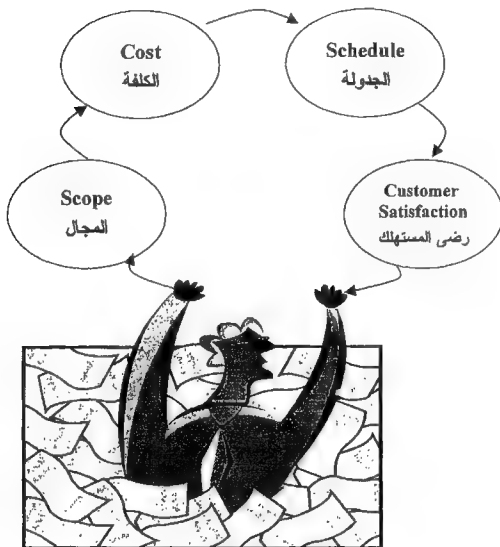 Cost
الكلفة
Schedule
الجدولة
Scope
المجال
Customer
Satisfaction
رضى المستهلك